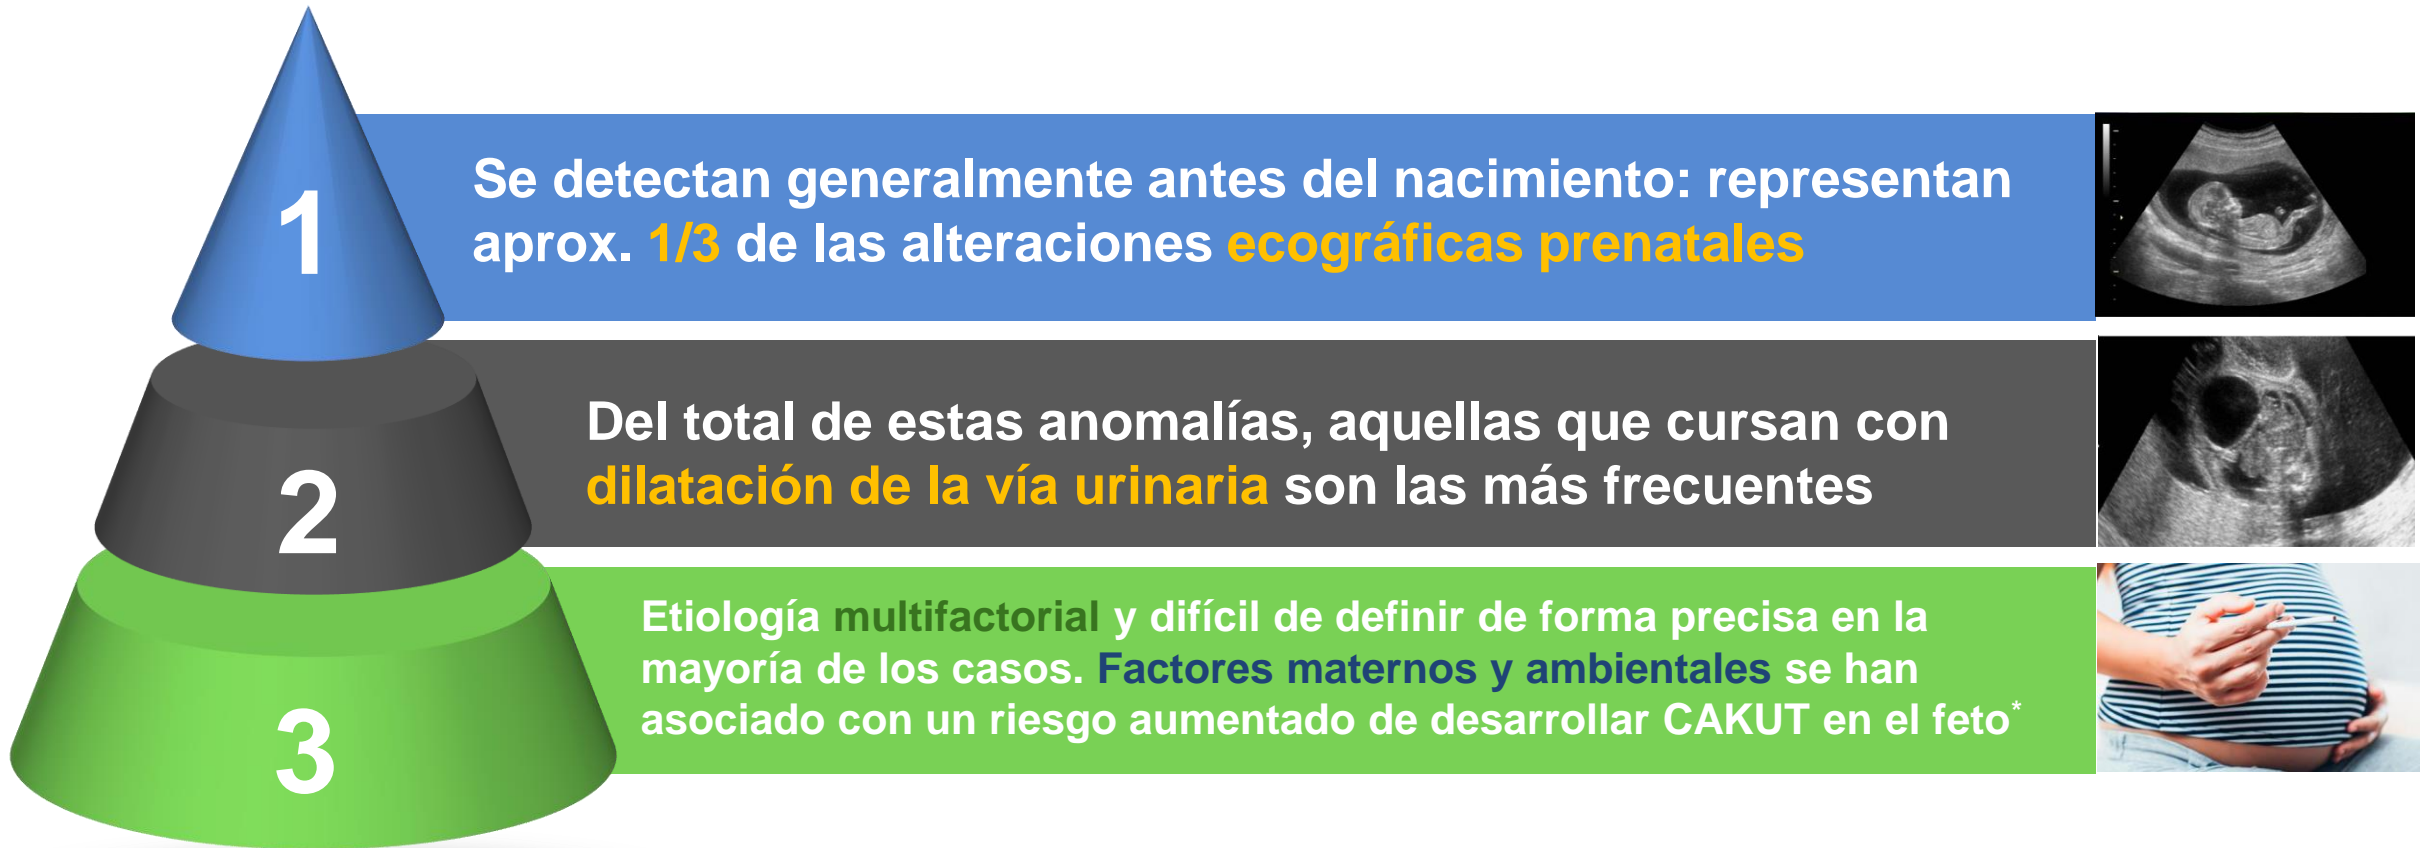 1
Se detectan generalmente antes del nacimiento: representan
aprox. 1/3 de las alteraciones ecográficas prenatales
2
Del total de estas anomalías, aquellas que cursan con
dilatación de la vía urinaria son las más frecuentes
3
Etiología multifactorial y difícil de definir de forma precisa en la
mayoría de los casos. Factores maternos y ambientales se han
asociado con un riesgo aumentado de desarrollar CAKUT en el feto*